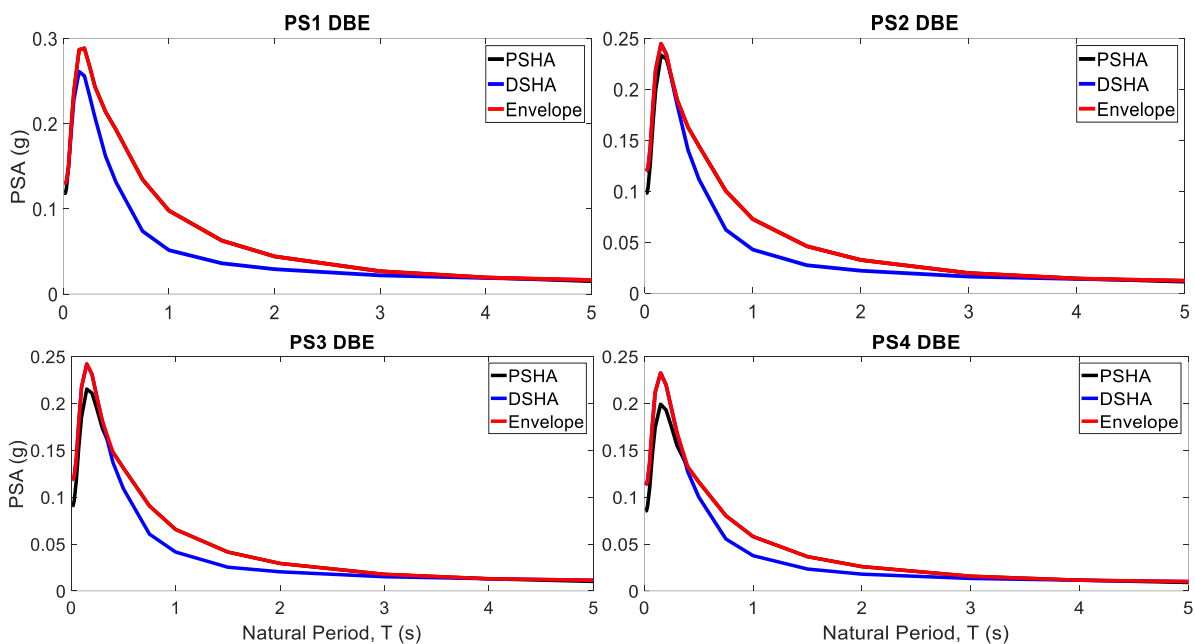 PS1 DBE
0.3
0.2
0.1
0
PSA (g)
0 1 2 3 4 5
PSHA
DSHA
Envelope
PS2 DBE
0.25
0.2
0.15
0.1
0.05
0
0 1 2 3 4 5
PSHA
DSHA
Envelope
PS3 DBE
0.25
0.2
0.15
0.1
0.05
0
PSA (g)
0 1 2 3 4 5
Natural Period, T (s)
PSHA
DSHA
Envelope
PS4 DBE
0.25
0.2
0.15
0.1
0.05
0
0 1 2 3 4 5
Natural Period, T (s)
PSHA
DSHA
Envelope